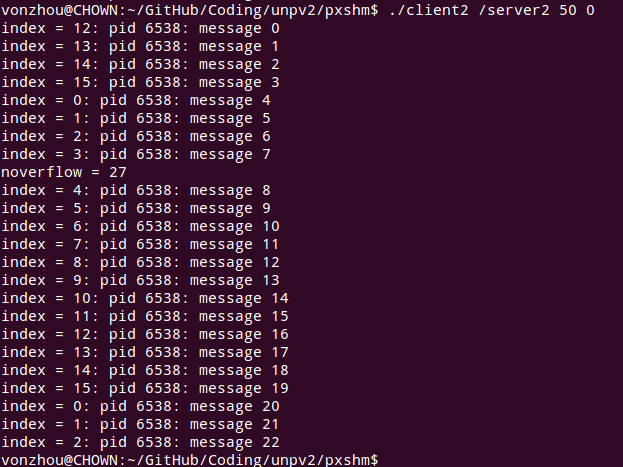 vonzhou@CHOWN:~/GitHub/Coding/unpv2/pxshm$ ./client2 /server2 50 0
index = 12: pid 6538: message 0
index = 13: pid 6538: message 1
index = 14: pid 6538: message 2
index = 15: pid 6538: message 3
index = 0: pid 6538: message 4
index = 1: pid 6538: message 5
index = 2: pid 6538: message 6
index = 3: pid 6538: message 7
noverflow = 27
index = 4: pid 6538: message 8
index = 5: pid 6538: message 9
index = 6: pid 6538: message 10
index = 7: pid 6538: message 11
index = 8: pid 6538: message 12
index = 9: pid 6538: message 13
index = 10: pid 6538: message 14
index = 11: pid 6538: message 15
index = 12: pid 6538: message 16
index = 13: pid 6538: message 17
index = 14: pid 6538: message 18
index = 15: pid 6538: message 19
index = 0: pid 6538: message 20
index = 1: pid 6538: message 21
index = 2: pid 6538: message 22
vonzhou@CHOWN:~/GitHub/Coding/unpv2/pxshm$